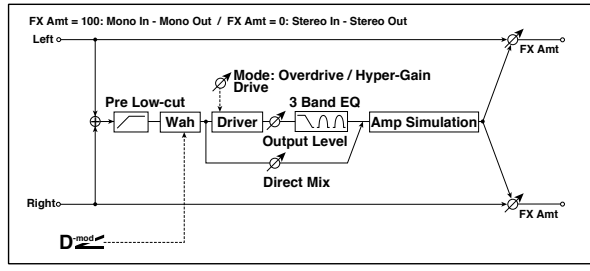 FX Amt = 100: Mono In - Mono Out / FX Amt = 0: Stereo In - Stereo Out
Left
FX Amt
Mode: Overdrive / Hyper-Gain
Drive
Pre Low-cut
3 Band EQ
Wah
Driver
Amp Simulation
Output Level
Direct Mix
Right
FX Amt
D-mod